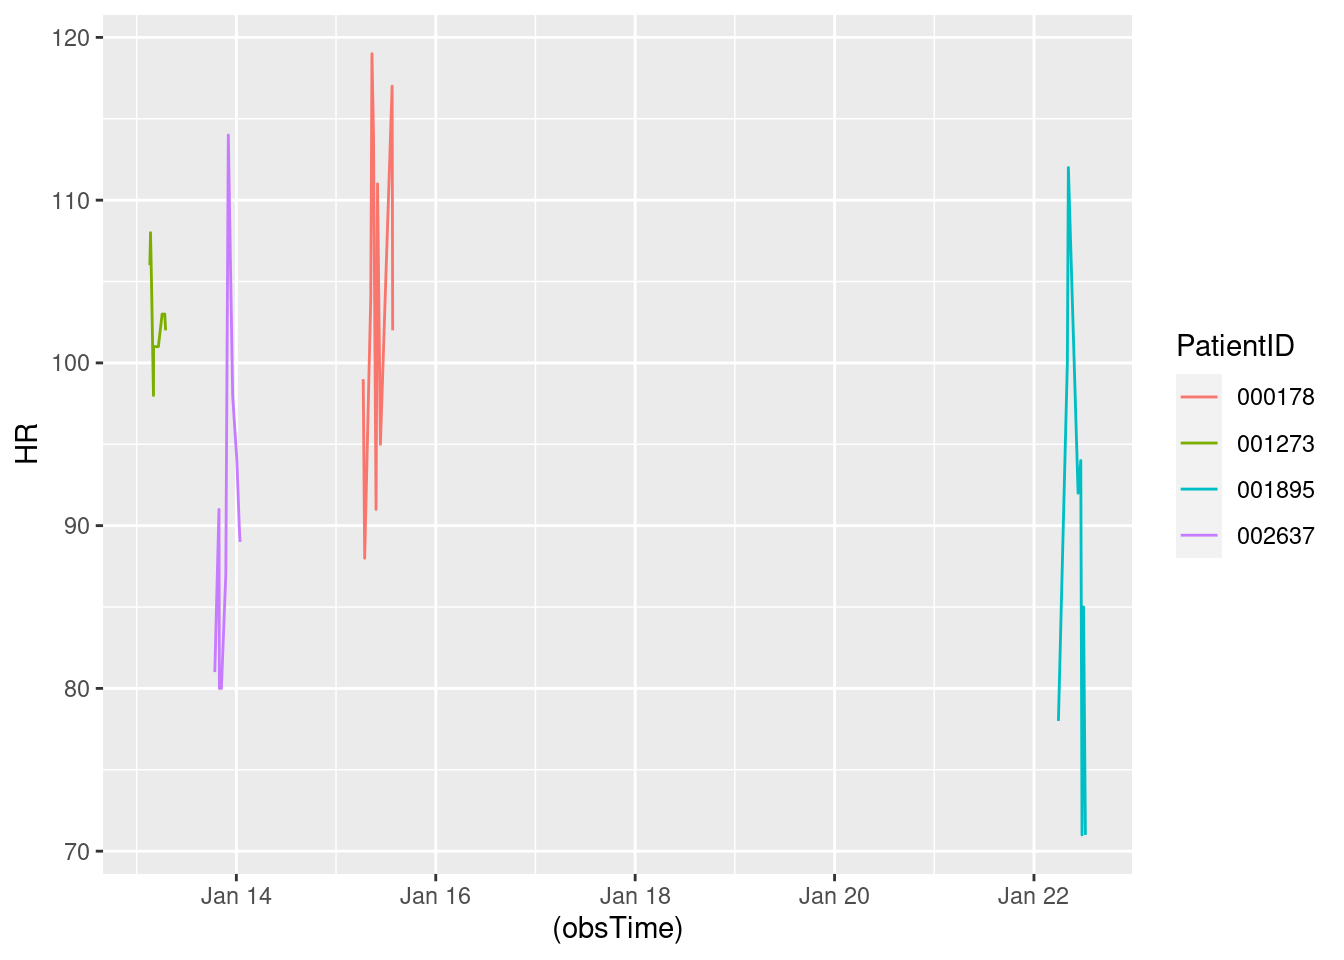 120
110
100
90
80
70
HR
Jan 14
Jan 16
Jan 18
Jan 20
Jan 22
(obsTime)
PatientID
000178
001273
001895
002637